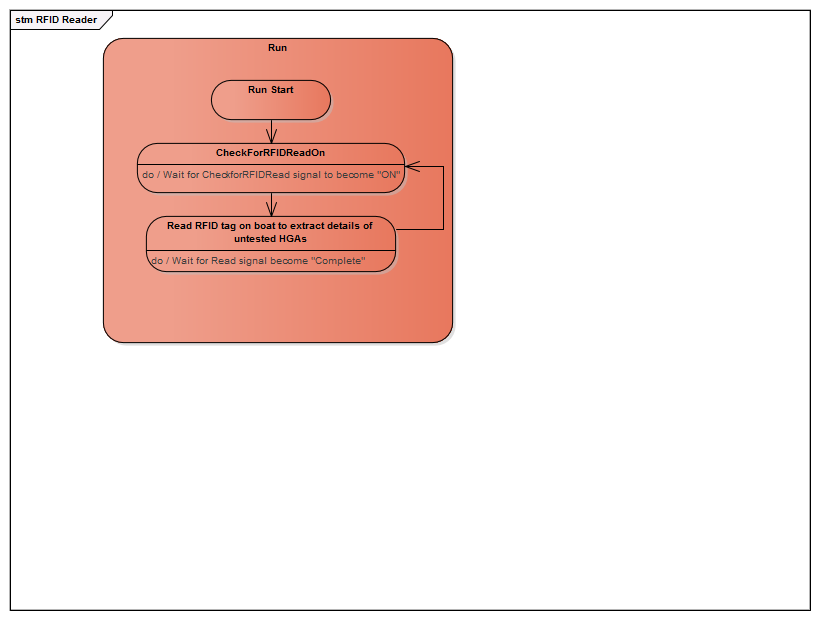 stm RFID Reader
Run
Run Start
CheckForRFIDReadOn
do / Wait for CheckforRFIDRead signal to become "ON"
Read RFID tag on boat to extract details of
untested HGAs
do / Wait for Read signal become "Complete"